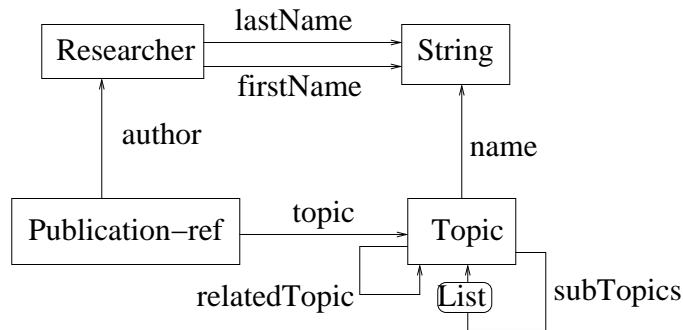 lastName
Researcher
String
firstName
author
name
topic
Publication-ref
Topic
relatedTopic
List
subTopics